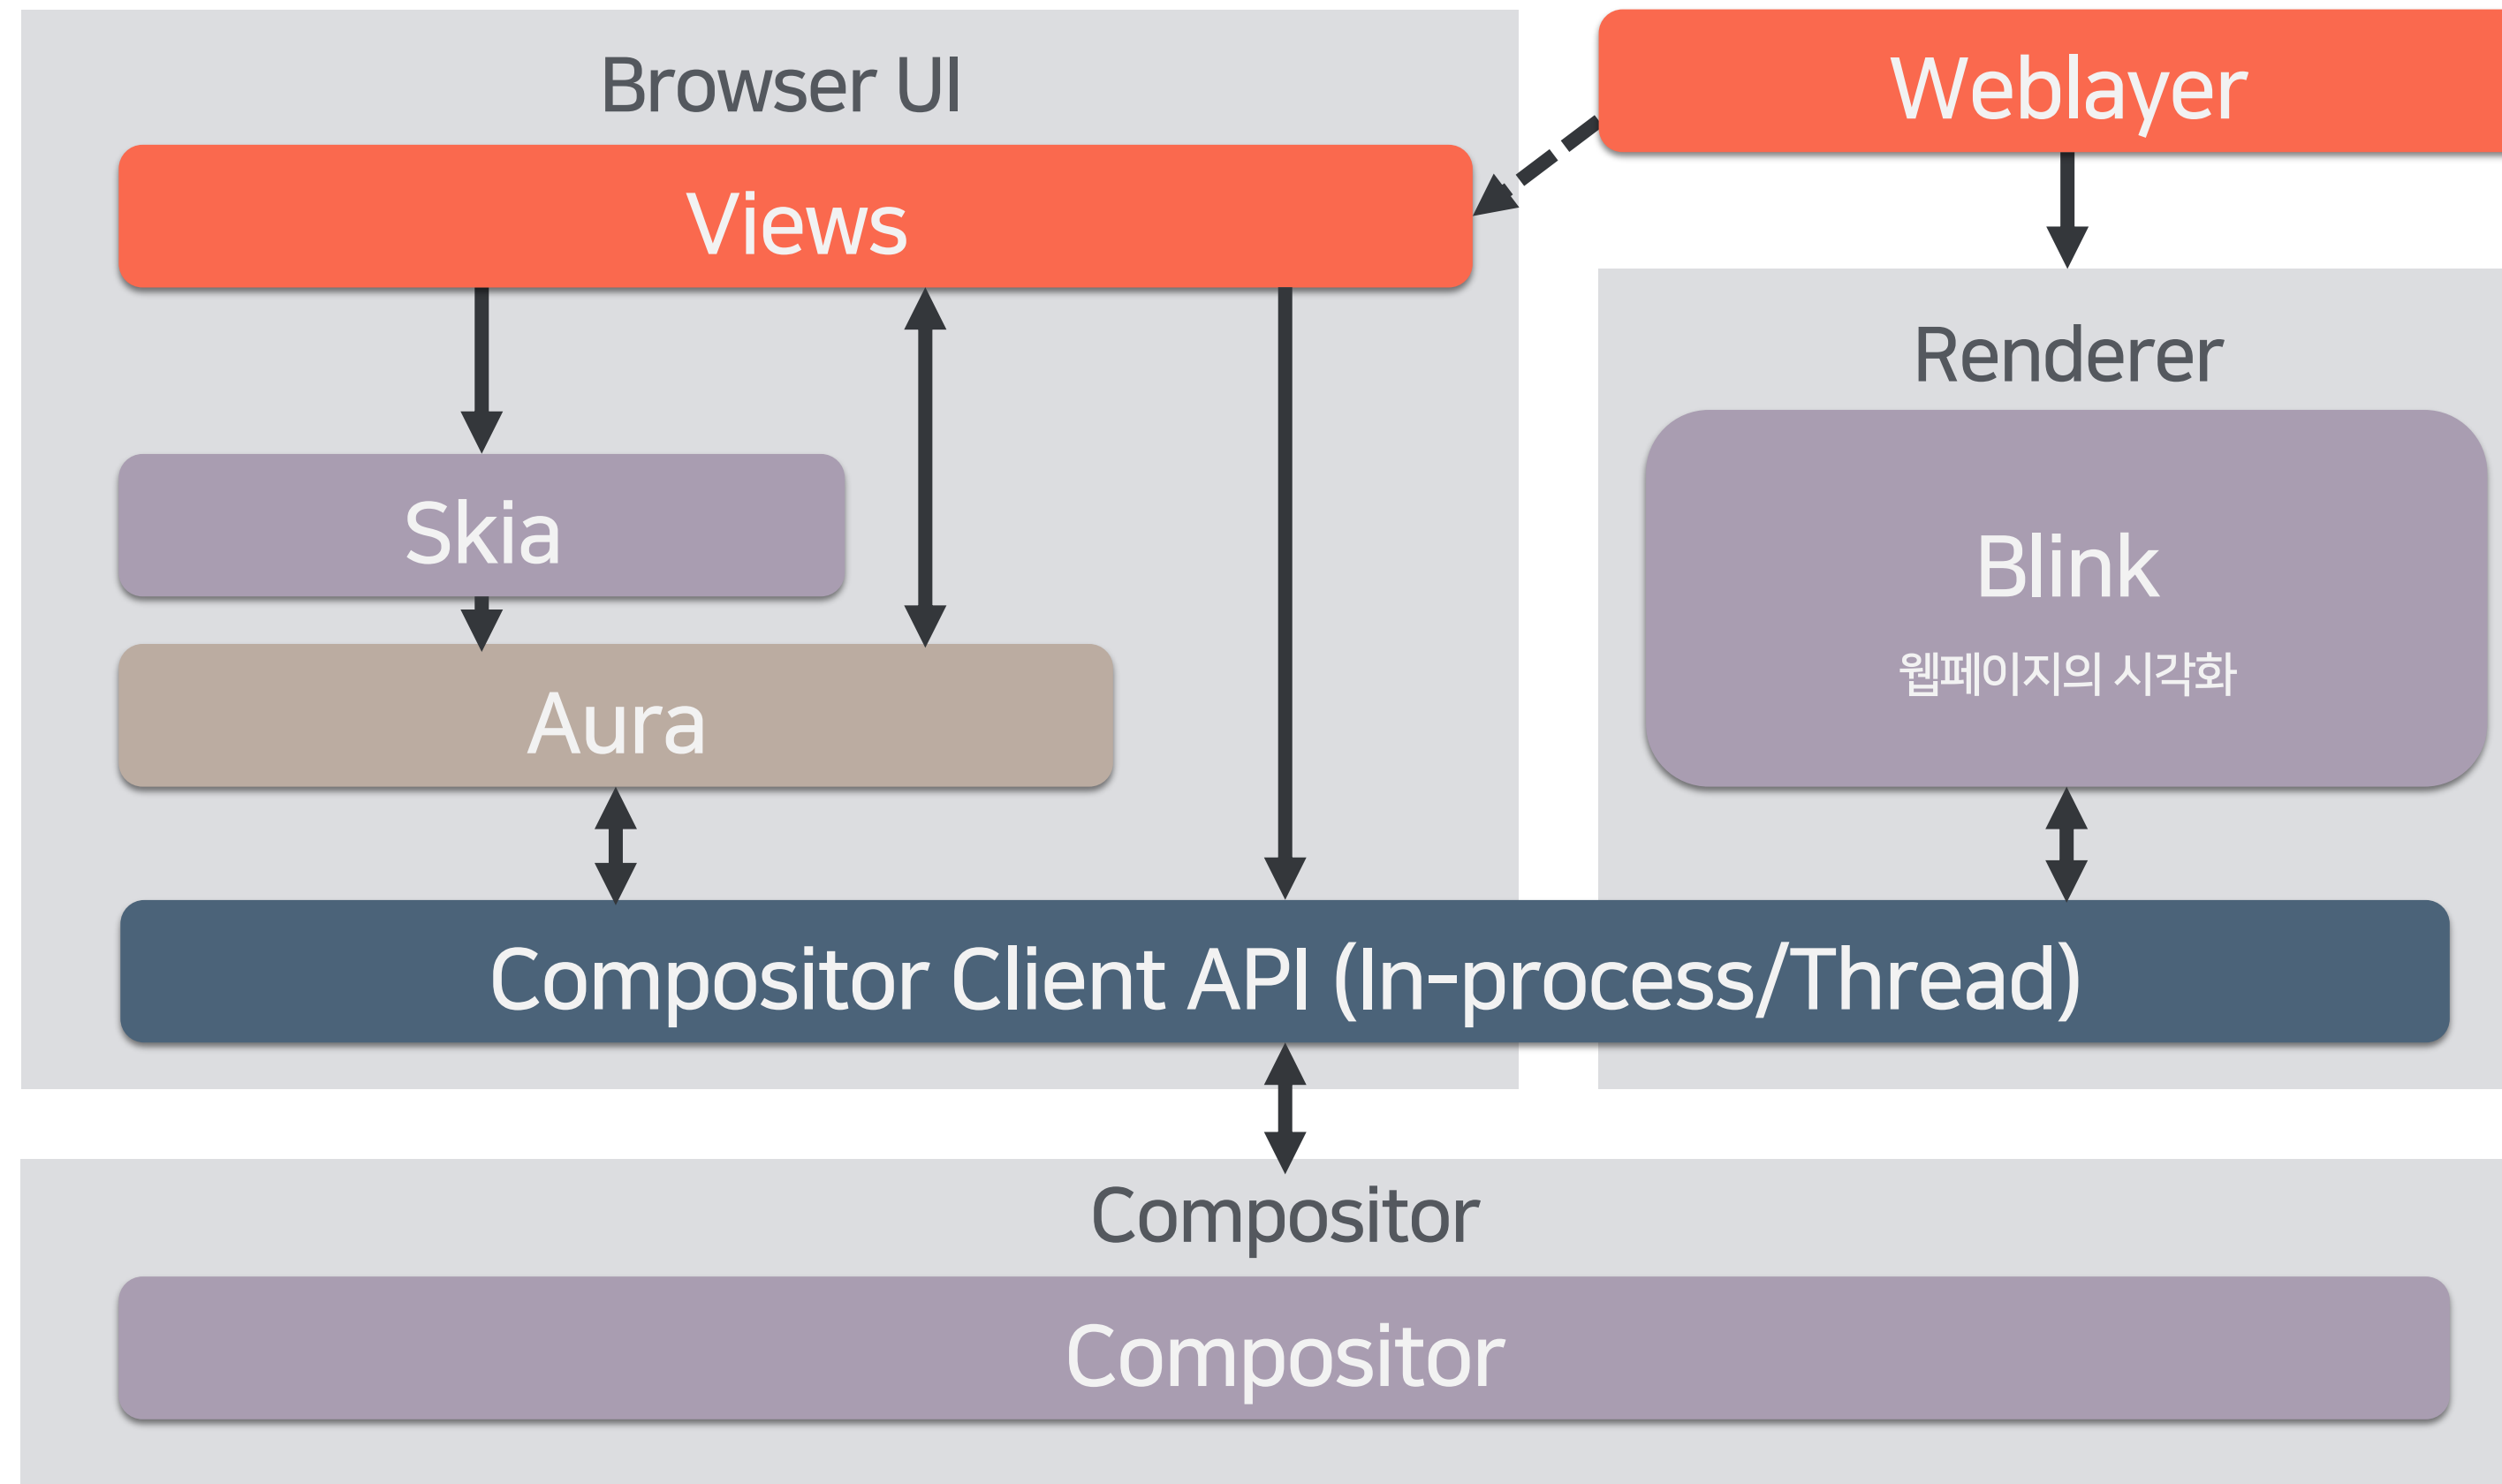 Browser UI
Weblayer
Views
Renderer
Skia
Blink
웹페이지의 시각화
Aura
Compositor Client API (In-process/Thread)
Compositor
Compositor